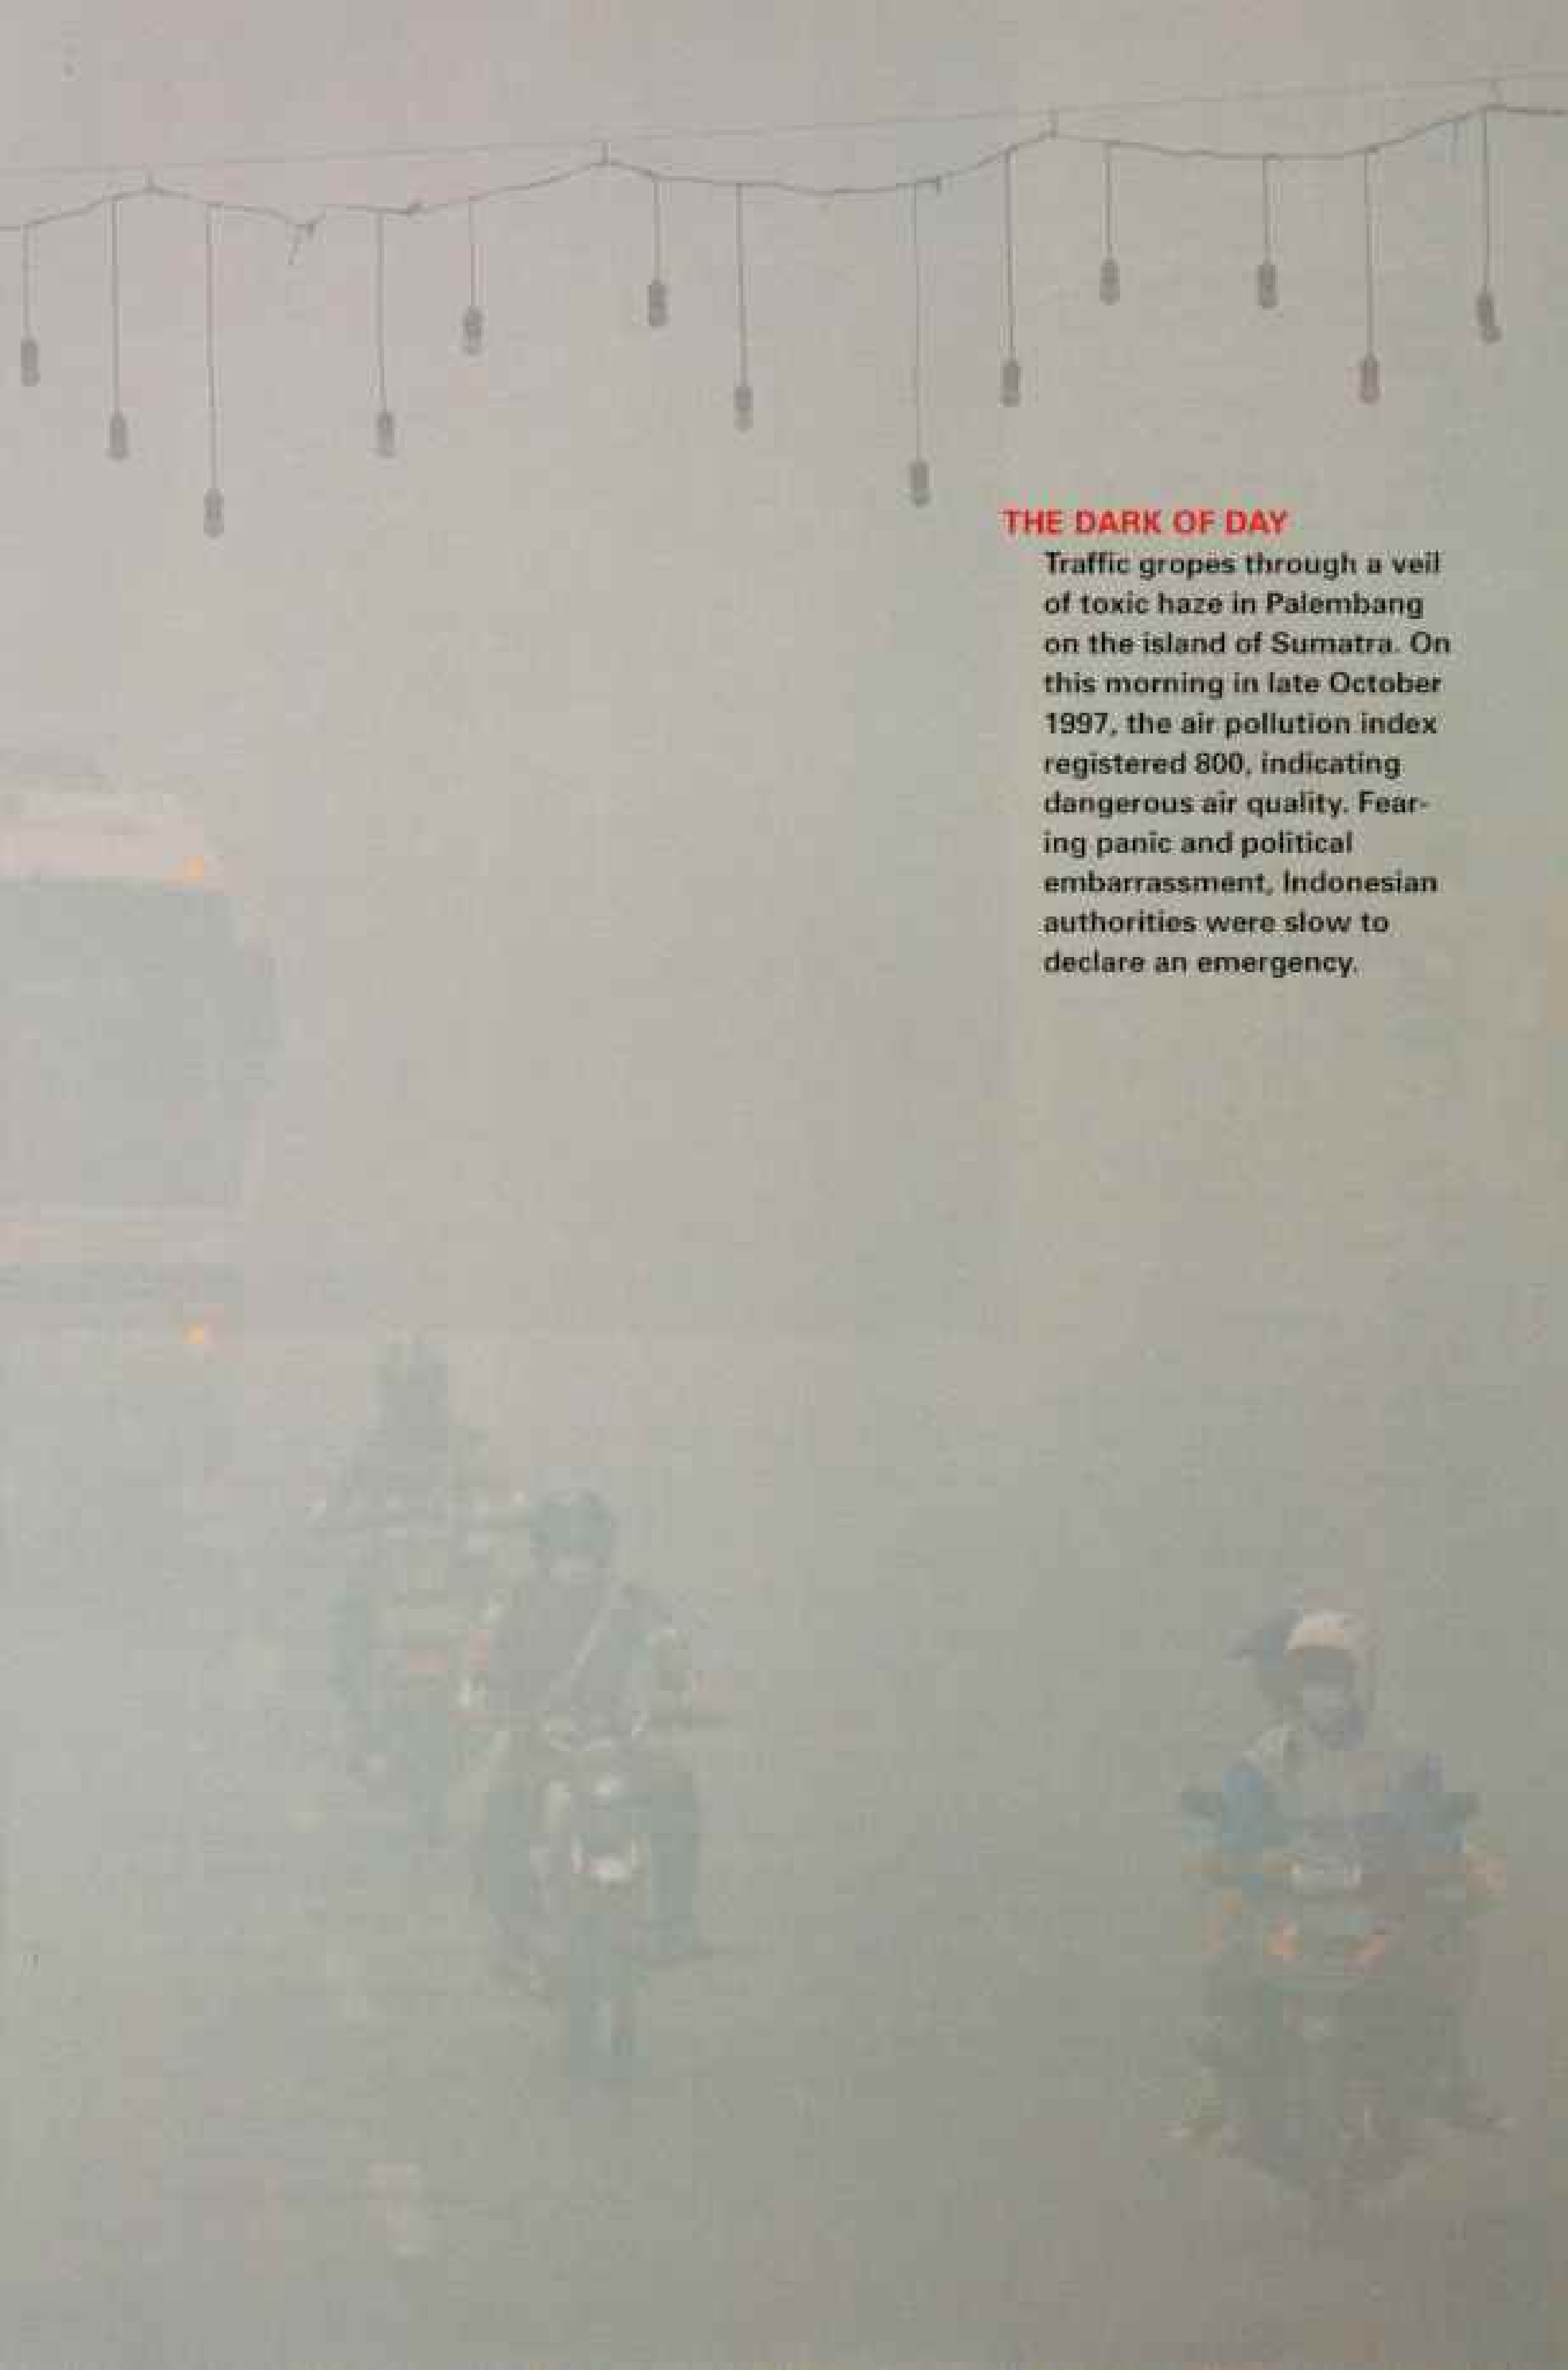 THE DARK OF DAY
Traffic gropes through a veil
of toxic haze in Palembang
on the island of Sumatra. On
this morning in late October
1997, the air pollution index
registered 800, indicating
dangerous air quality. Fear-
ing panic and political
embarrassment, Indonesian
authorities were slow to
declare an emergency.